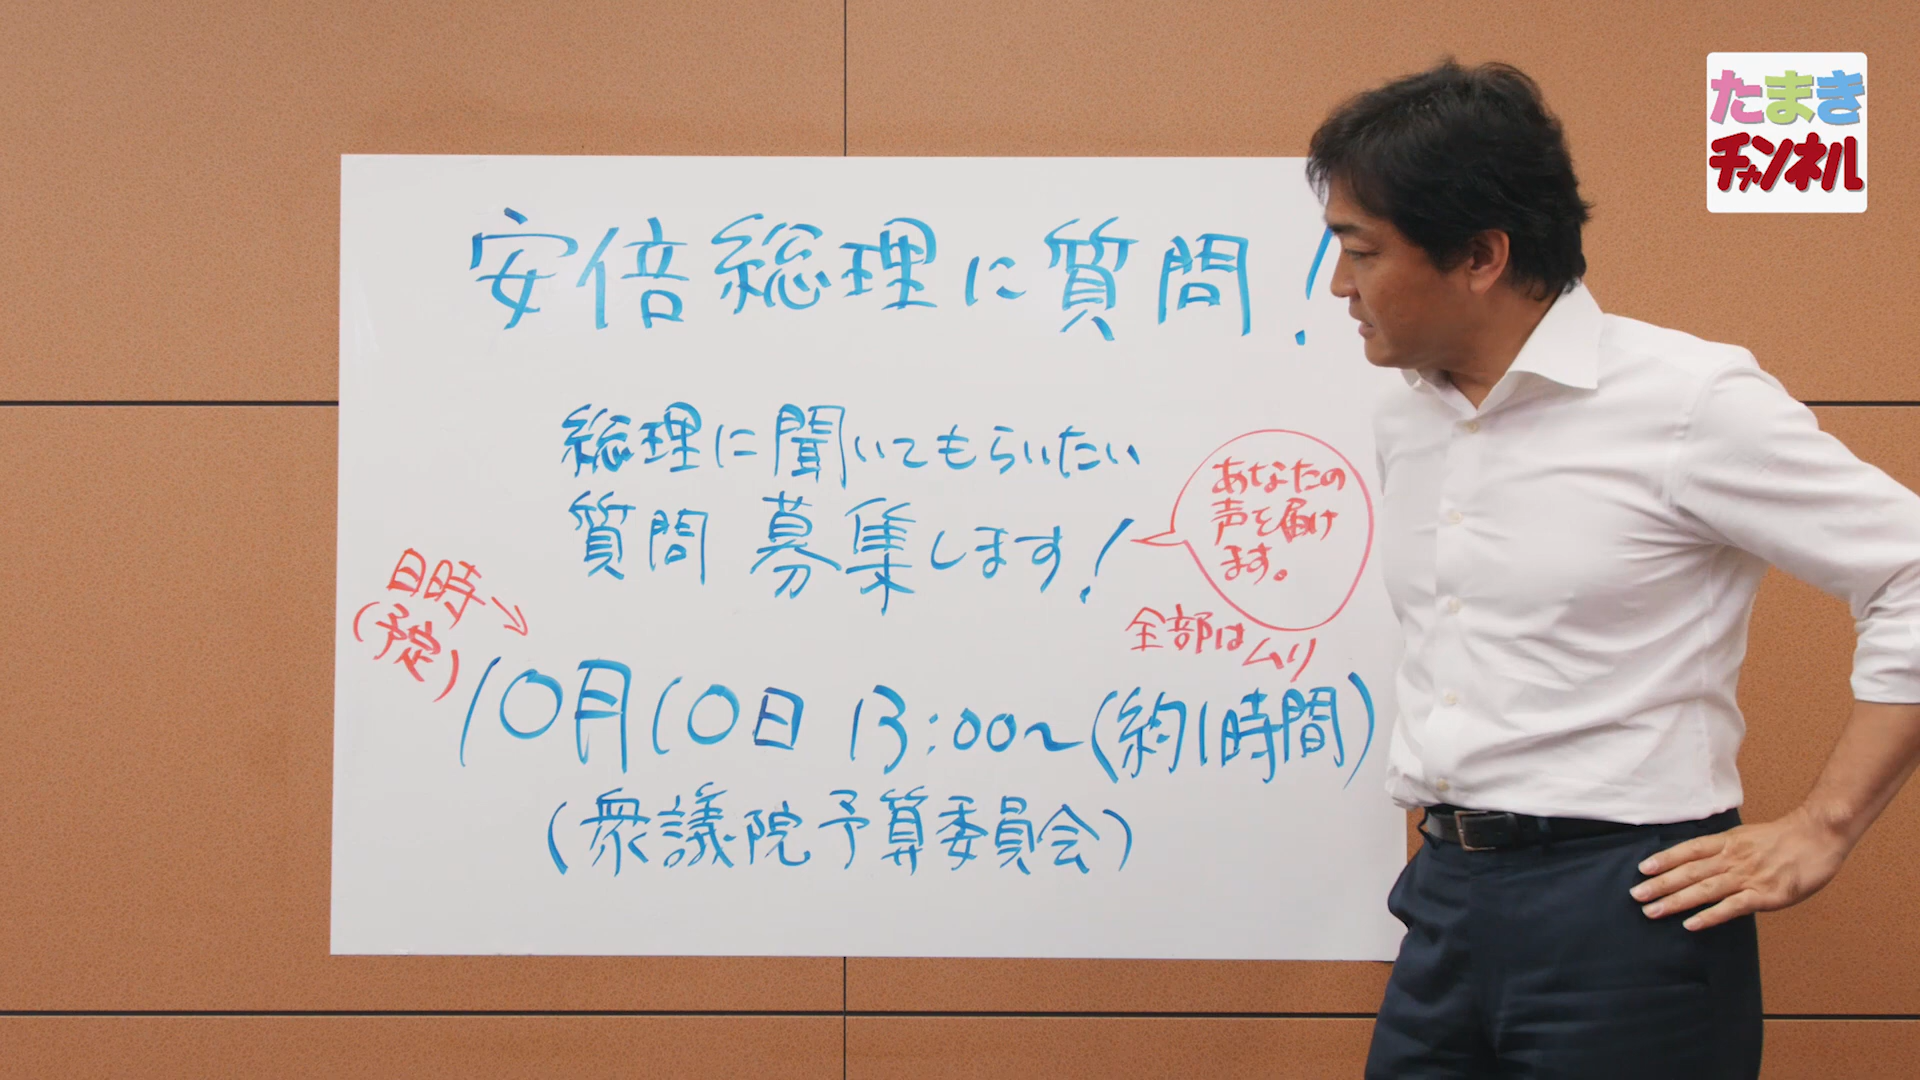 たまき
チャンネル
安倍総理に質問!
総理に聞いてもらいたい
質問 募集します!
あなたの
声を届け
ます。
全部はムリ
日時→
(予定)
10月10日 13:00~(約1時間)
(衆議院予算委員会)